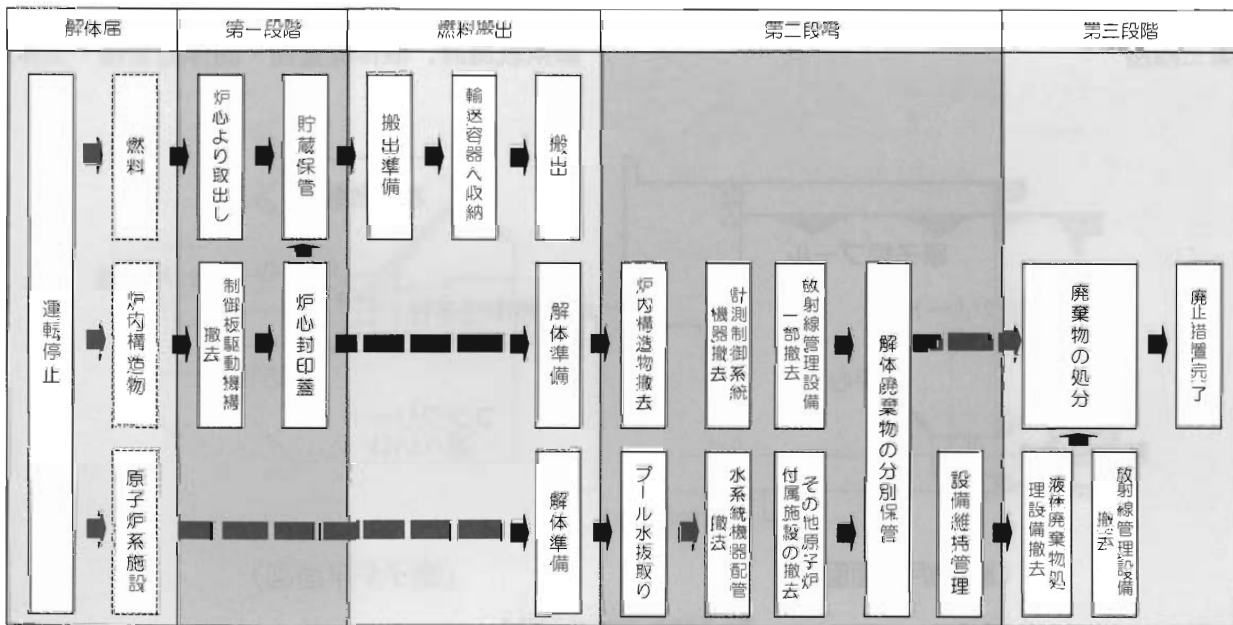 解体届
第一段階
燃料搬出
第二段階
第三段階
運転停止
燃料
炉心より取出し
貯蔵保管
搬出準備
輸送容器へ収納
搬出
炉内構造物
制御板駆動機構
撤去
炉心封印蓋
解体準備
炉内構造物撤去
計測制御系統
機器撤去
放射線管理設備
一部撤去
解体廃棄物の分別保管
廃棄物の処分
廃止措置完了
原子炉系施設
解体準備
プール水抜取り
水系統機器配管
撤去
その他原子炉
付属施設の撤去
設備維持管理
液体廃棄物処
理設備撤去
放射線管理設備
撤去